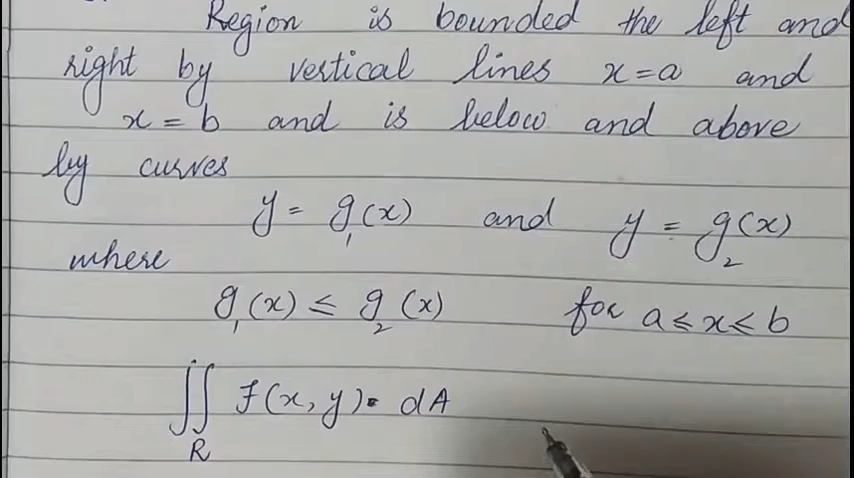 Region is bounded the left and
right by vertical lines x=a and
x = b and is below and above
by curves
y = g₁(x) and y = g₂(x)
where
g₁(x) ≤ g₂(x) for a ≤ x ≤ b
∬_R f(x, y). dA